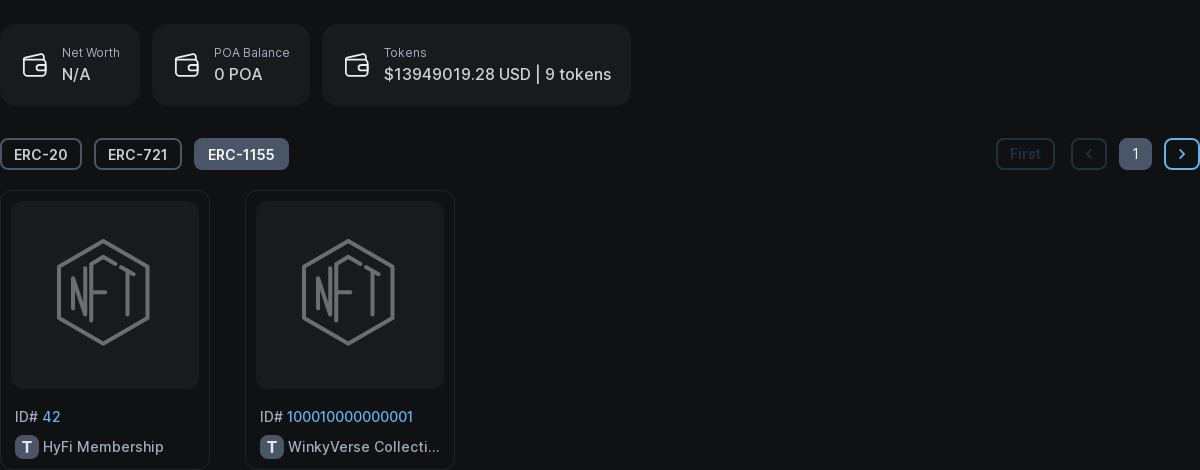 Net Worth
N/A
POA Balance
0 POA
Tokens
$13949019.28 USD | 9 tokens
ERC-20
ERC-721
ERC-1155
First
1
NFT
NFT
ID# 42
T HyFi Membership
ID# 100010000000001
T WinkyVerse Collecti...